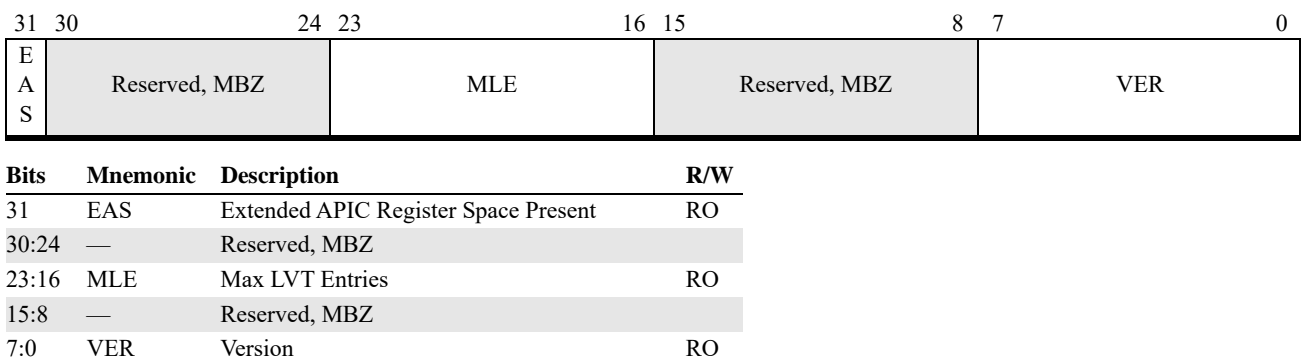 31 30 24 23 16 15 8 7 0
E
A Reserved, MBZ MLE Reserved, MBZ VER
S
Bits Mnemonic Description R/W
31 EAS Extended APIC Register Space Present RO
30:24 — Reserved, MBZ
23:16 MLE Max LVT Entries RO
15:8 — Reserved, MBZ
7:0 VER Version RO